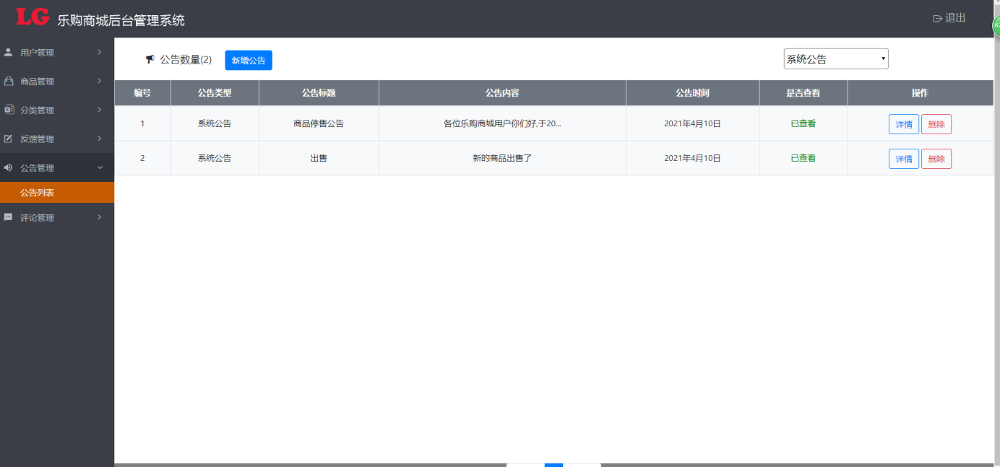 LG 乐购商城后台管理系统 退出
用户管理
商品管理
分类管理
反馈管理
公告管理
公告列表
评论管理
公告数量(2) 新增公告 系统公告
编号 公告类型 公告标题 公告内容 公告时间 是否查看 操作
1 系统公告 商品停售公告 各位乐购商城用户你们好,于20... 2021年4月10日 已查看 详情 删除
2 系统公告 出售 新的商品出售了 2021年4月10日 已查看 详情 删除